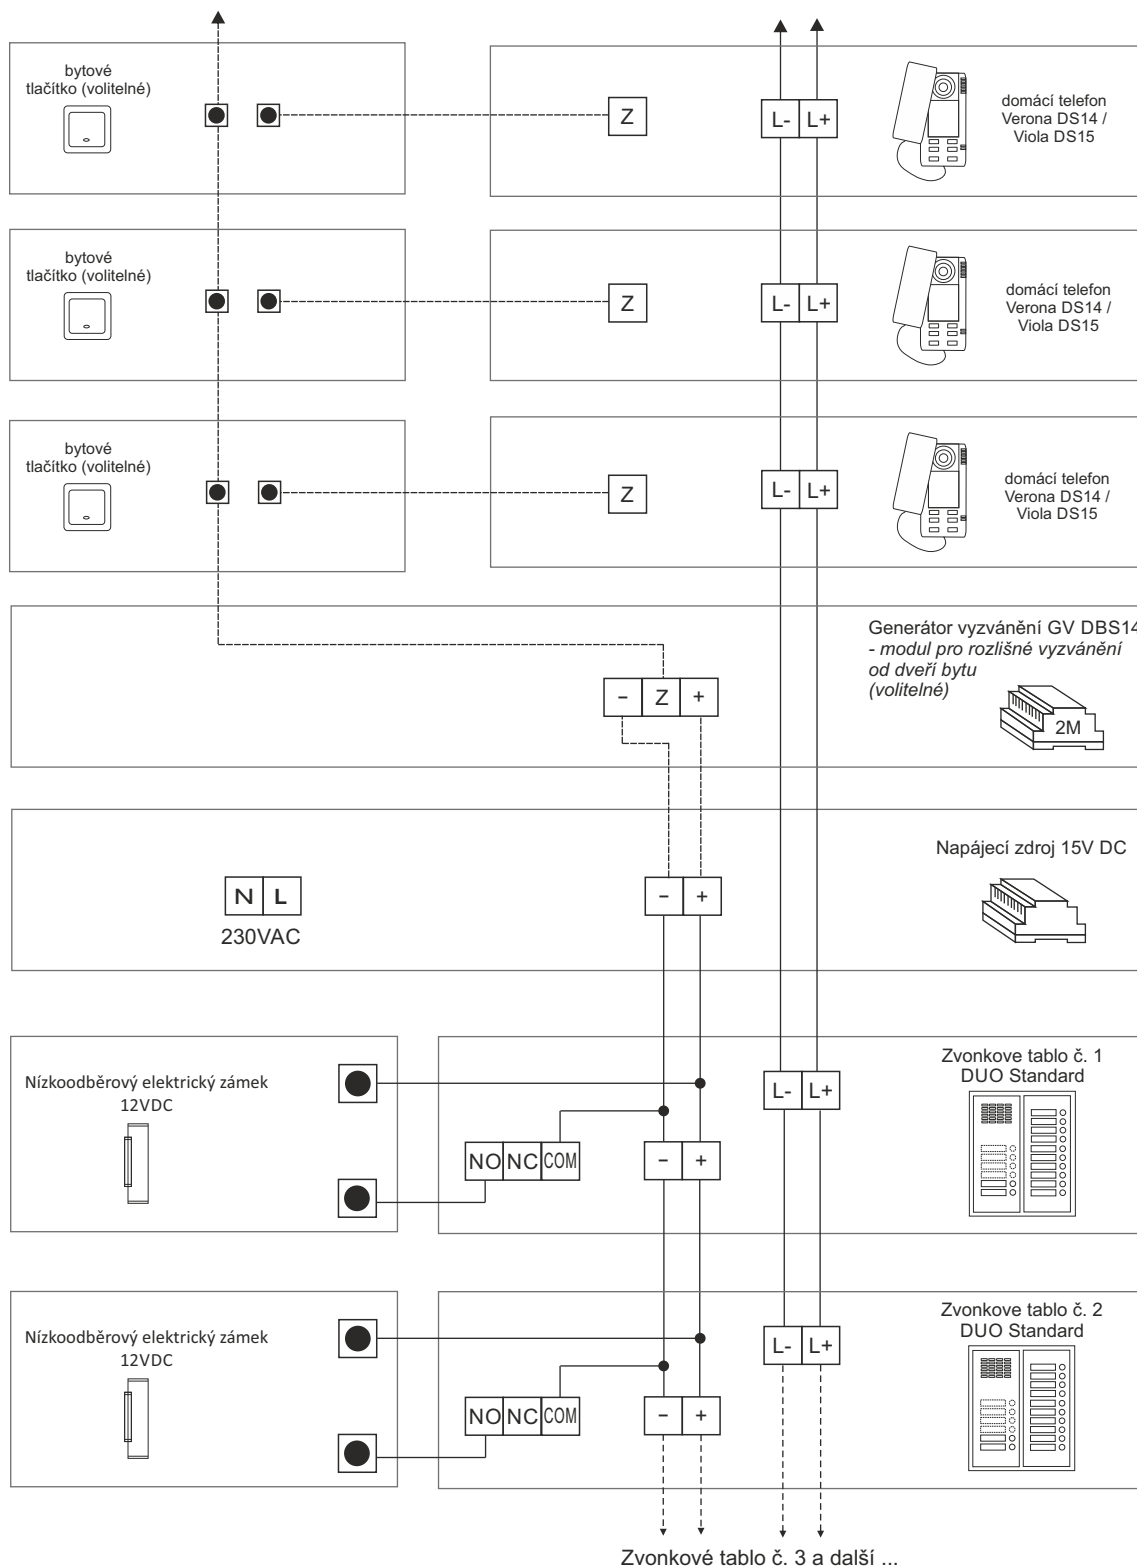 bytové
tlačítko (volitelné)
Z
L- L+
domácí telefon
Verona DS14 /
Viola DS15
bytové
tlačítko (volitelné)
Z
L- L+
domácí telefon
Verona DS14 /
Viola DS15
bytové
tlačítko (volitelné)
Z
L- L+
domácí telefon
Verona DS14 /
Viola DS15
Generátor vyzvánění GV DBS14
- modul pro rozlišné vyzvánění
od dveří bytu
(volitelné)
- Z +
2M
Napájecí zdroj 15V DC
N L
- +
230VAC
Zvonkove tablo č. 1
DUO Standard
Nízkoodběrový elektrický zámek
12VDC
L- L+
NO NC COM
- +
Zvonkove tablo č. 2
DUO Standard
Nízkoodběrový elektrický zámek
12VDC
L- L+
NO NC COM
- +
Zvonkové tablo č. 3 a další ...